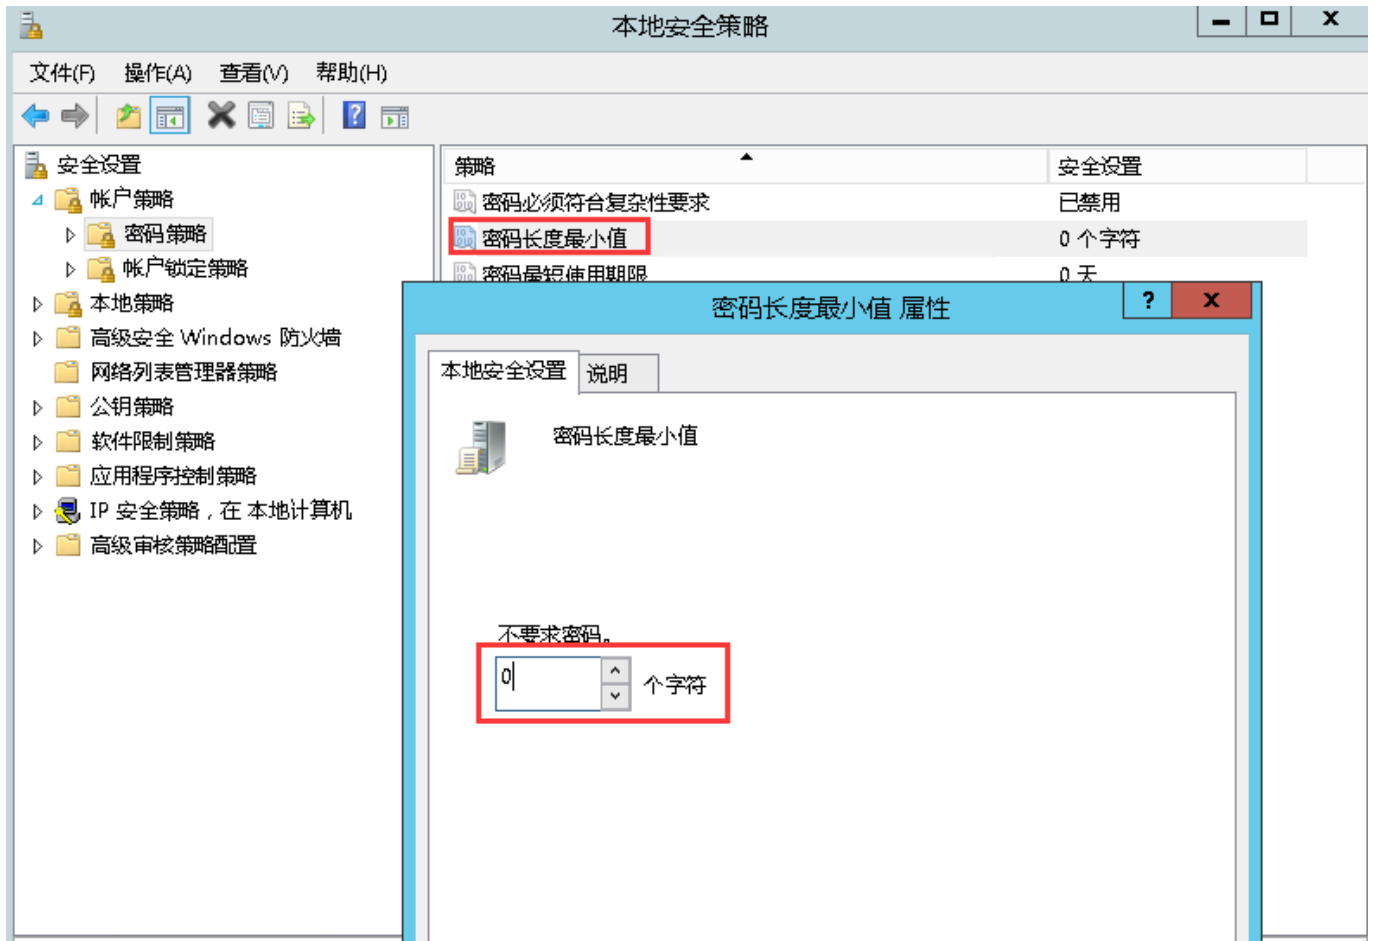 本地安全策略
文件(F) 操作(A) 查看(V) 帮助(H)
安全设置
帐户策略
密码策略
帐户锁定策略
本地策略
高级安全 Windows 防火墙
网络列表管理器策略
公钥策略
软件限制策略
应用程序控制策略
IP 安全策略，在 本地计算机
高级审核策略配置
策略 安全设置
密码必须符合复杂性要求 已禁用
密码长度最小值 0 个字符
密码最短使用期限 0 天
密码长度最小值 属性
本地安全设置 说明
密码长度最小值
不要求密码。
0 个字符